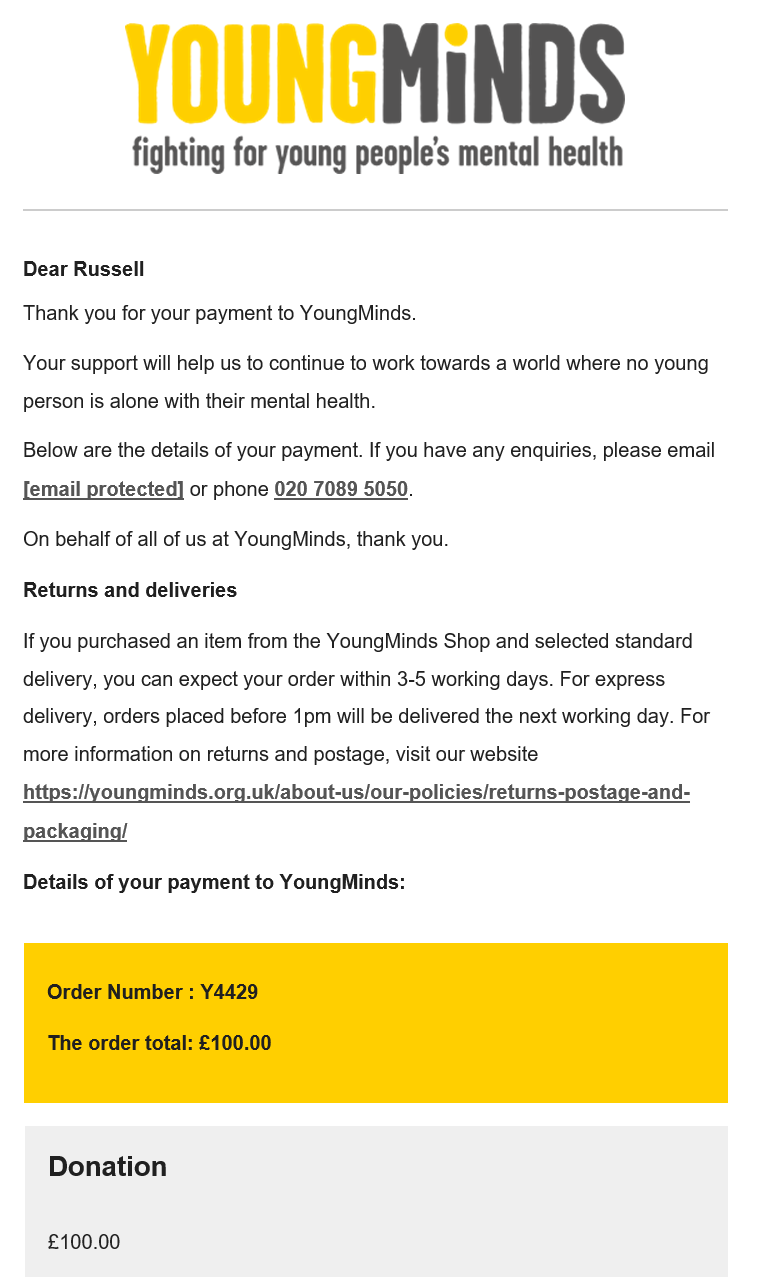 YOUNGMiNDS
fighting for young people's mental health
Dear Russell
Thank you for your payment to YoungMinds.
Your support will help us to continue to work towards a world where no young
person is alone with their mental health.
Below are the details of your payment. If you have any enquiries, please email
[email protected] or phone 020 7089 5050.
On behalf of all of us at YoungMinds, thank you.
Returns and deliveries
If you purchased an item from the YoungMinds Shop and selected standard
delivery, you can expect your order within 3-5 working days. For express
delivery, orders placed before 1pm will be delivered the next working day. For
more information on returns and postage, visit our website
https://youngminds.org.uk/about-us/our-policies/returns-postage-and-
packaging/
Details of your payment to YoungMinds:
Order Number : Y4429
The order total: £100.00
Donation
£100.00